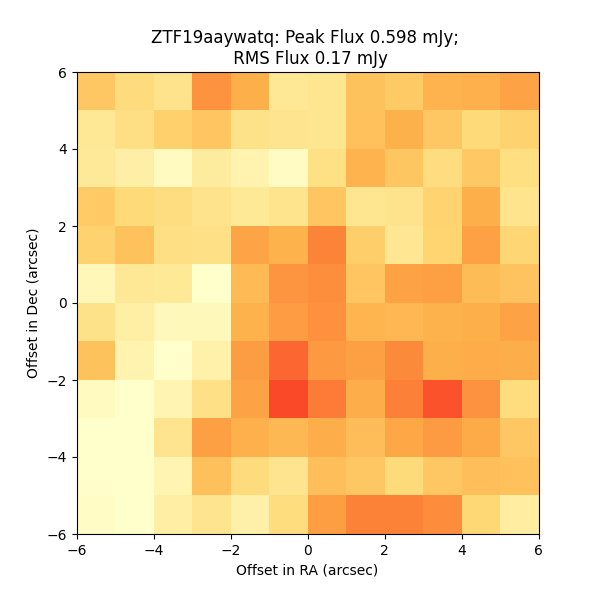 ZTF19aaywatq: Peak Flux 0.598 mJy;
RMS Flux 0.17 mJy
6
4
2
0
−2
−4
−6
Offset in Dec (arcsec)
−6 −4 −2 0 2 4 6
Offset in RA (arcsec)